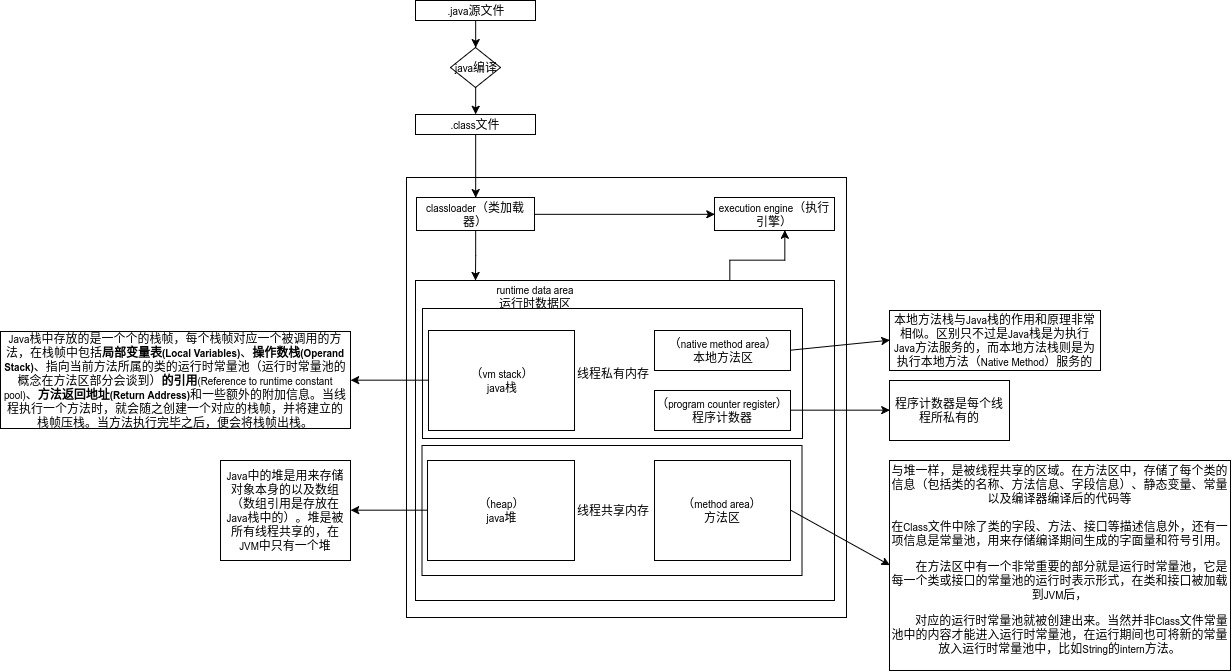 .java源文件
java编译
.class文件
classloader（类加载
器）
execution engine（执行
引擎）
runtime data area
运行时数据区
（vm stack）
java栈
线程私有内存
（native method area）
本地方法区
（program counter register）
程序计数器
（heap）
java堆
线程共享内存
（method area）
方法区
Java栈中存放的是一个个的栈帧，每个栈帧对应一个被调用的方
法，在栈帧中包括局部变量表(Local Variables)、操作数栈(Operand
Stack)、指向当前方法所属的类的运行时常量池（运行时常量池的
概念在方法区部分会谈到）的引用(Reference to runtime constant
pool)、方法返回地址(Return Address)和一些额外的附加信息。当线
程执行一个方法时，就会随之创建一个对应的栈帧，并将建立的
栈帧压栈。当方法执行完毕之后，便会将栈帧出栈。
Java中的堆是用来存储
对象本身的以及数组
（数组引用是存放在
Java栈中的）。堆是被
所有线程共享的，在
JVM中只有一个堆
本地方法栈与Java栈的作用和原理非常
相似。区别只不过是Java栈是为执行
Java方法服务的，而本地方法栈则是为
执行本地方法（Native Method）服务的
程序计数器是每个线
程所私有的
与堆一样，是被线程共享的区域。在方法区中，存储了每个类的
信息（包括类的名称、方法信息、字段信息）、静态变量、常量
以及编译器编译后的代码等
在Class文件中除了类的字段、方法、接口等描述信息外，还有一
项信息是常量池，用来存储编译期间生成的字面量和符号引用。
在方法区中有一个非常重要的部分就是运行时常量池，它是
每一个类或接口的常量池的运行时表示形式，在类和接口被加载
到JVM后，
对应的运行时常量池就被创建出来。当然并非Class文件常量
池中的内容才能进入运行时常量池，在运行期间也可将新的常量
放入运行时常量池中，比如String的intern方法。